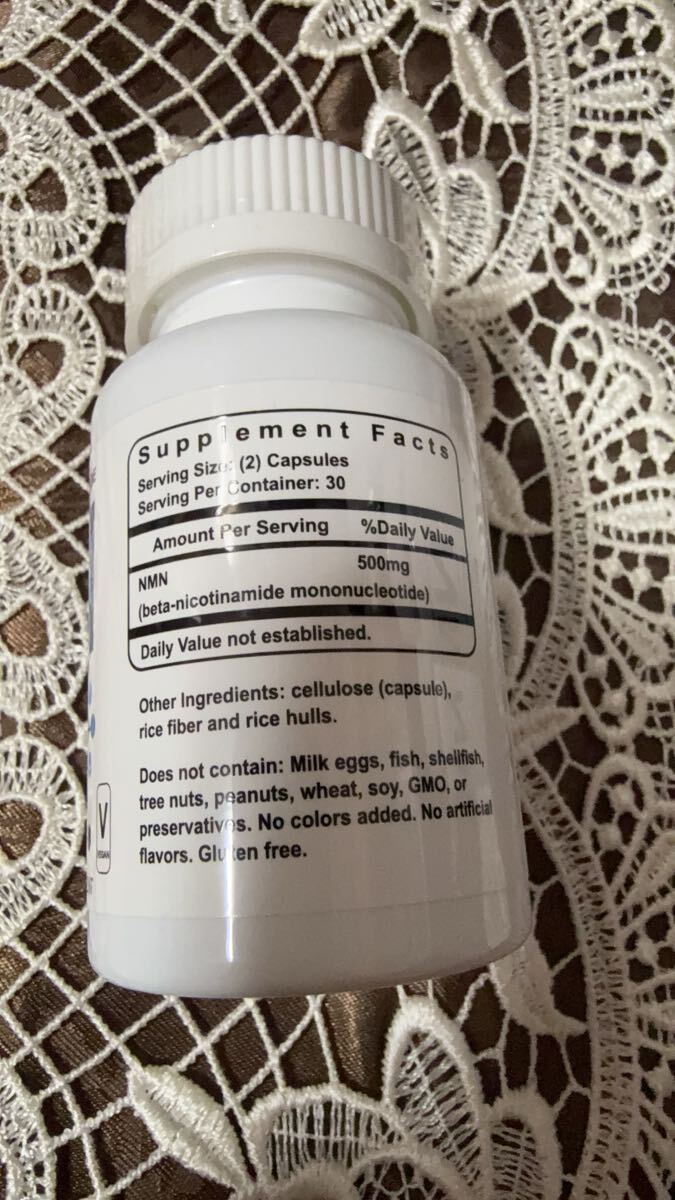 Supplement Facts
Serving Size: (2) Capsules
Serving Per Container: 30
Amount Per Serving %Daily Value
500mg
NMN
(beta-nicotinamide mononucleotide)
Daily Value not established.
Other Ingredients: cellulose (capsule),
rice fiber and rice hulls.
Does not contain: Milk eggs, fish, shellfish,
tree nuts, peanuts, wheat, soy, GMO, or
preservatives. No colors added. No artificial
flavors. Gluten free.
V
VEGAN